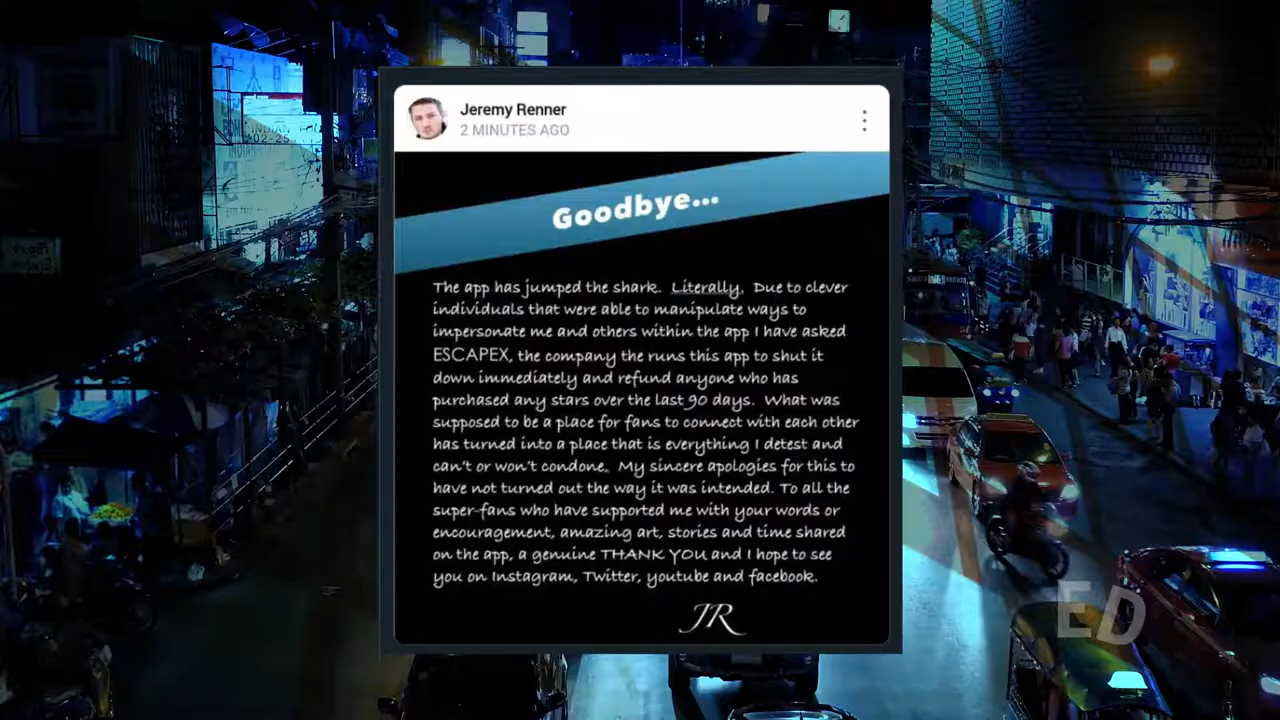 Jeremy Renner
2 MINUTES AGO
Goodbye...
The app has jumped the shark. Literally. Due to clever
individuals that were able to manipulate ways to
impersonate me and others within the app I have asked
ESCAPEX, the company the runs this app to shut it
down immediately and refund anyone who has
purchased any stars over the last 90 days. What was
supposed to be a place for fans to connect with each other
has turned into a place that is everything I detest and
can't or won't condone. My sincere apologies for this to
have not turned out the way it was intended. To all the
super-fans who have supported me with your words or
encouragement, amazing art, stories and time shared
on the app, a genuine THANK YOU and I hope to see
you on Instagram, Twitter, youtube and facebook.
JR
ED